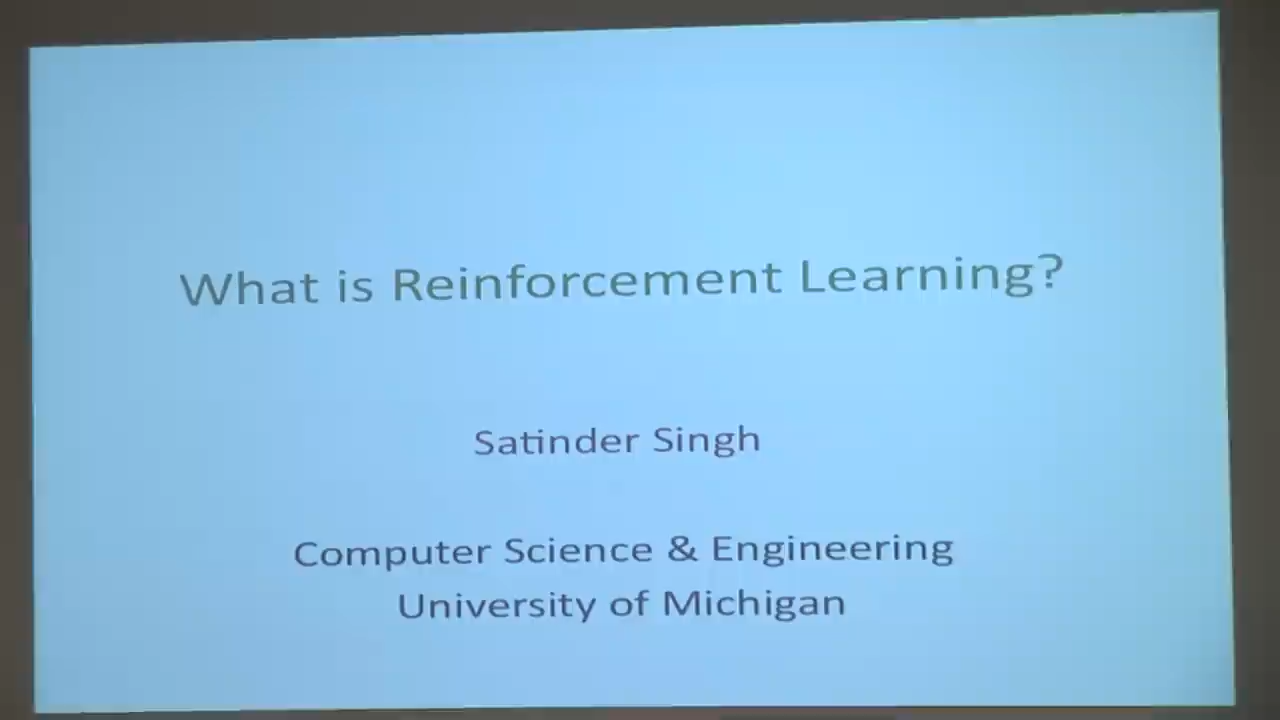 What is Reinforcement Learning?
Satinder Singh
Computer Science & Engineering
University of Michigan